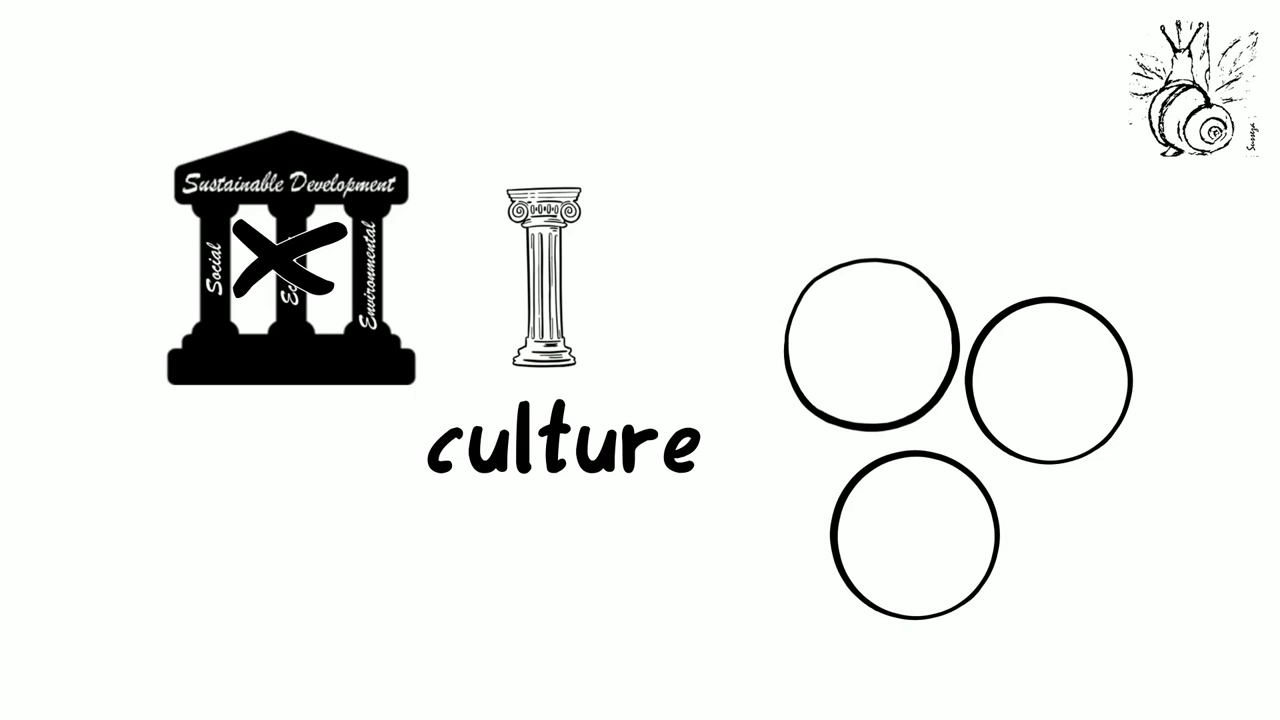 Sustainable Development
Social
Environmental
culture